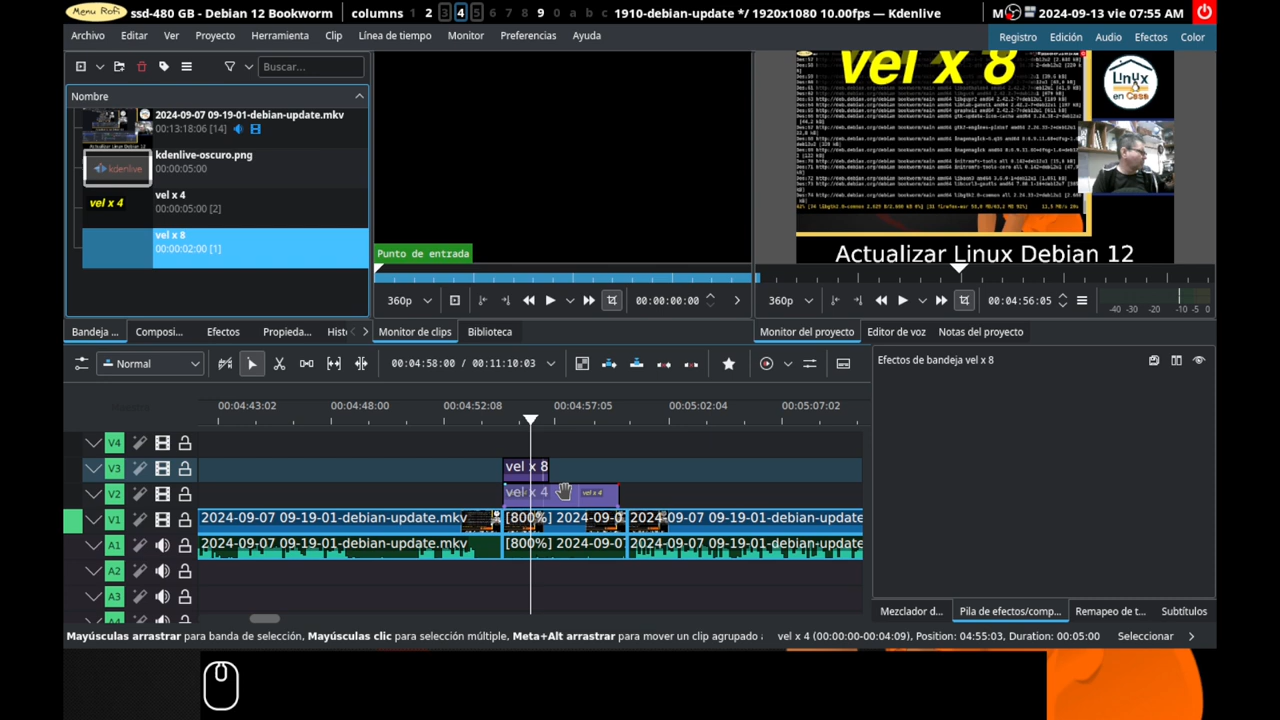 Menu Rofi ssd-480 GB - Debian 12 Bookworm columns 2 3 4 5 9 0 a b c 1910-debian-update */ 1920x1080 10.00fps — Kdenlive M 2024-09-13 vie 07:55 AM
Archivo Editar Ver Proyecto Herramienta Clip Línea de tiempo Monitor Preferencias Ayuda Registro Edición Audio Efectos Color
Buscar...
Nombre
2024-09-07 09-19-01-debian-update.mkv
00:13:18:06 [14]
kdenlive-oscuro.png
00:00:05:00
kdenlive
vel x 4
vel x 4
00:00:05:00 [2]
vel x 8
00:00:02:00 [1]
Punto de entrada
vel x 8
Linux
en Casa
Actualizar Linux Debian 12
360p 00:00:00:00 360p 00:04:56:05 -40 -30 -20 -10 -5 0
Bandeja ... Composi... Efectos Propieda... Hist Monitor de clips Biblioteca Monitor del proyecto Editor de voz Notas del proyecto
Normal 00:04:58:00 / 00:11:10:03 Efectos de bandeja vel x 8
00:04:43:02 00:04:48:00 00:04:52:08 00:04:57:05 00:05:02:04 00:05:07:02
V4
V3 vel x 8
V2 vel x 4 vel x 4
V1 2024-09-07 09-19-01-debian-update.mkv [800%] 2024-09-0 2024-09-07 09-19-01-debian-update
A1 2024-09-07 09-19-01-debian-update.mkv [800%] 2024-09-07 2024-09-07 09-19-01-debian-update
A2
A3
A4
Mezclador d... Pila de efectos/comp... Remapeo de t... Subtítulos
Mayúsculas arrastrar para banda de selección, Mayúsculas clic para selección múltiple, Meta+Alt arrastrar para mover un clip agrupado a vel x 4 (00:00:00-00:04:09), Position: 04:55:03, Duration: 00:05:00 Seleccionar